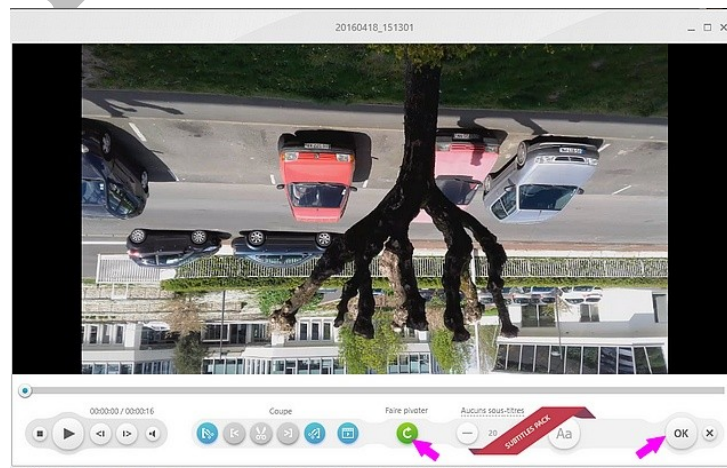 20160418_151301
00:00:00 / 00:00:16
Coupe
Faire pivoter
Aucuns sous-titres
20
SUBTITLES PACK
Aa
OK